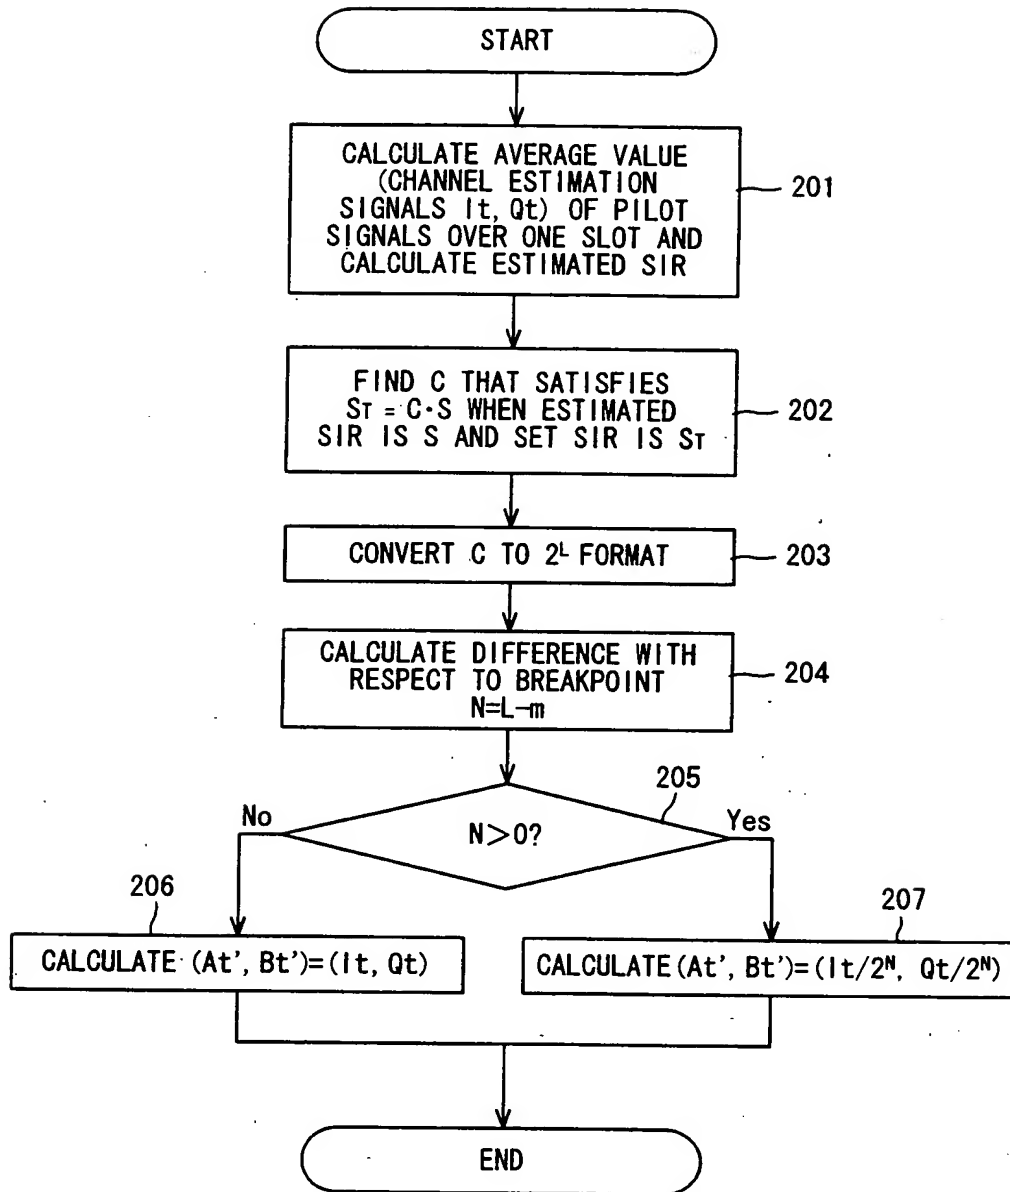 START
CALCULATE AVERAGE VALUE
(CHANNEL ESTIMATION
SIGNALS It, Qt) OF PILOT
SIGNALS OVER ONE SLOT AND
CALCULATE ESTIMATED SIR
201
FIND C THAT SATISFIES
ST = C·S WHEN ESTIMATED
SIR IS S AND SET SIR IS ST
202
CONVERT C TO 2^L FORMAT
203
CALCULATE DIFFERENCE WITH
RESPECT TO BREAKPOINT
N=L-m
204
205
No
N>0?
Yes
206
CALCULATE (At', Bt')=(It, Qt)
207
CALCULATE(At', Bt')=(It/2^N, Qt/2^N)
END